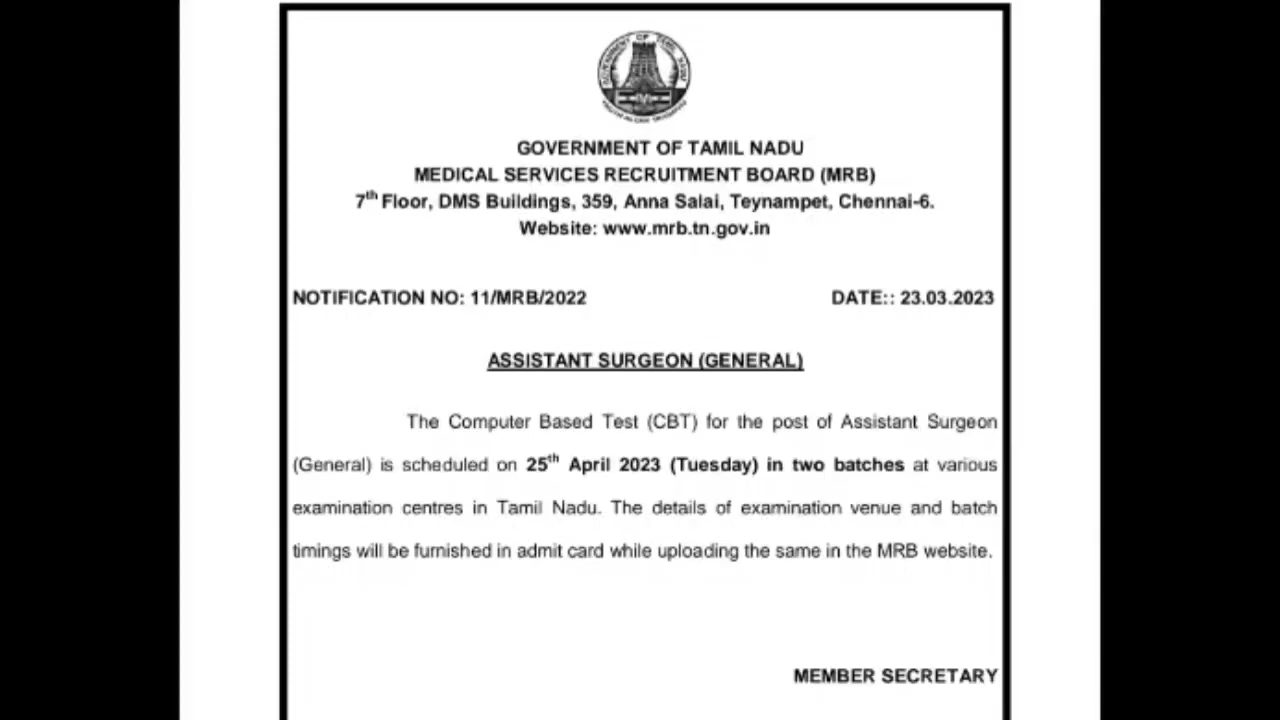 GOVERNMENT OF TAMIL NADU
GOVERNMENT OF TAMIL NADU
MEDICAL SERVICES RECRUITMENT BOARD (MRB)
7th Floor, DMS Buildings, 359, Anna Salai, Teynampet, Chennai-6.
Website: www.mrb.tn.gov.in
NOTIFICATION NO: 11/MRB/2022 DATE:: 23.03.2023
ASSISTANT SURGEON (GENERAL)
The Computer Based Test (CBT) for the post of Assistant Surgeon
(General) is scheduled on 25th April 2023 (Tuesday) in two batches at various
examination centres in Tamil Nadu. The details of examination venue and batch
timings will be furnished in admit card while uploading the same in the MRB website.
MEMBER SECRETARY